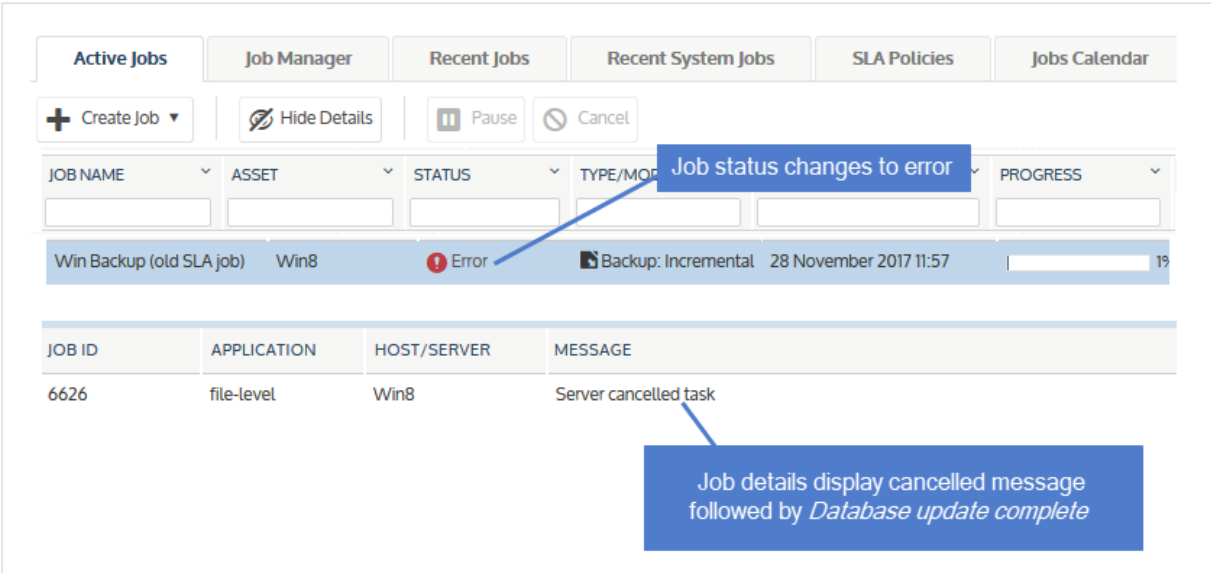 Active Jobs Job Manager Recent Jobs Recent System Jobs SLA Policies Jobs Calendar
Create Job Hide Details Pause Cancel
JOB NAME ASSET STATUS TYPE/MOD PROGRESS
Job status changes to error
Win Backup (old SLA job) Win8 Error Backup: Incremental 28 November 2017 11:57 1%
JOB ID APPLICATION HOST/SERVER MESSAGE
6626 file-level Win8 Server cancelled task
Job details display cancelled message
followed by Database update complete